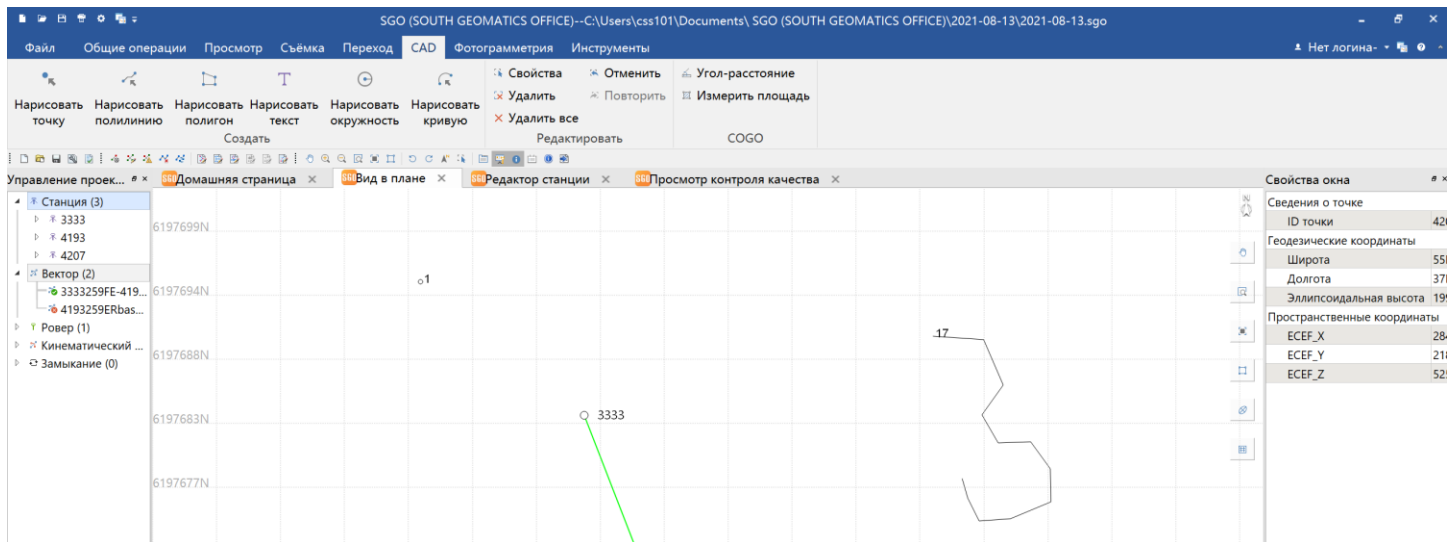 SGO (SOUTH GEOMATICS OFFICE)--C:\Users\css101\Documents\ SGO (SOUTH GEOMATICS OFFICE)\2021-08-13\2021-08-13.sgo
Файл Общие операции Просмотр Съёмка Переход CAD Фотограмметрия Инструменты Нет логина-
Свойства Отменить Угол-расстояние
Нарисовать точку Нарисовать полилинию Нарисовать полигон Нарисовать текст Нарисовать окружность Нарисовать кривую
Удалить Повторить Измерить площадь
Удалить все
Создать Редактировать COGO
Управление проек... Домашняя страница Вид в плане Редактор станции Просмотр контроля качества Свойства окна
Станция (3)
3333
4193
4207
Вектор (2)
3333259FE-419...
4193259ERbas...
Ровер (1)
Кинематический ...
Замыкание (0)
6197699N
6197694N
6197688N
6197683N
6197677N
1
17
3333
Сведения о точке
ID точки 420
Геодезические координаты
Широта
Долгота
Эллипсоидальная высота 199
Пространственные координаты
ECEF_X 284
ECEF_Y 218
ECEF_Z 525